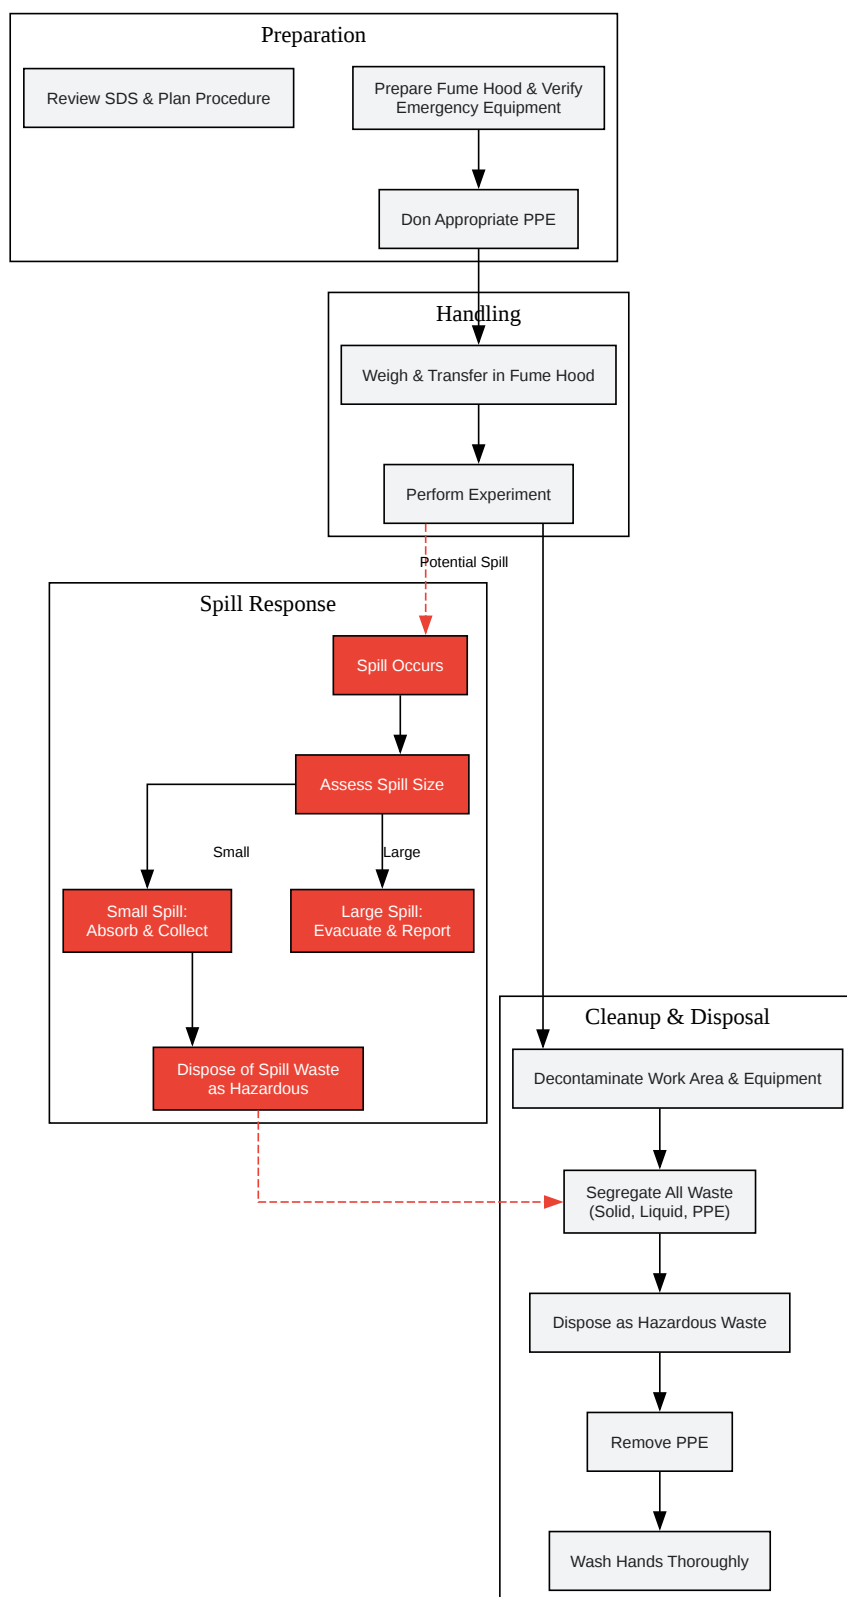 Preparation
Review SDS & Plan Procedure
Prepare Fume Hood & Verify
Emergency Equipment
Don Appropriate PPE
Handling
Weigh & Transfer in Fume Hood
Perform Experiment
Potential Spill
Spill Response
Spill Occurs
Assess Spill Size
Small
Large
Small Spill:
Absorb & Collect
Large Spill:
Evacuate & Report
Dispose of Spill Waste
as Hazardous
Cleanup & Disposal
Decontaminate Work Area & Equipment
Segregate All Waste
(Solid, Liquid, PPE)
Dispose as Hazardous Waste
Remove PPE
Wash Hands Thoroughly